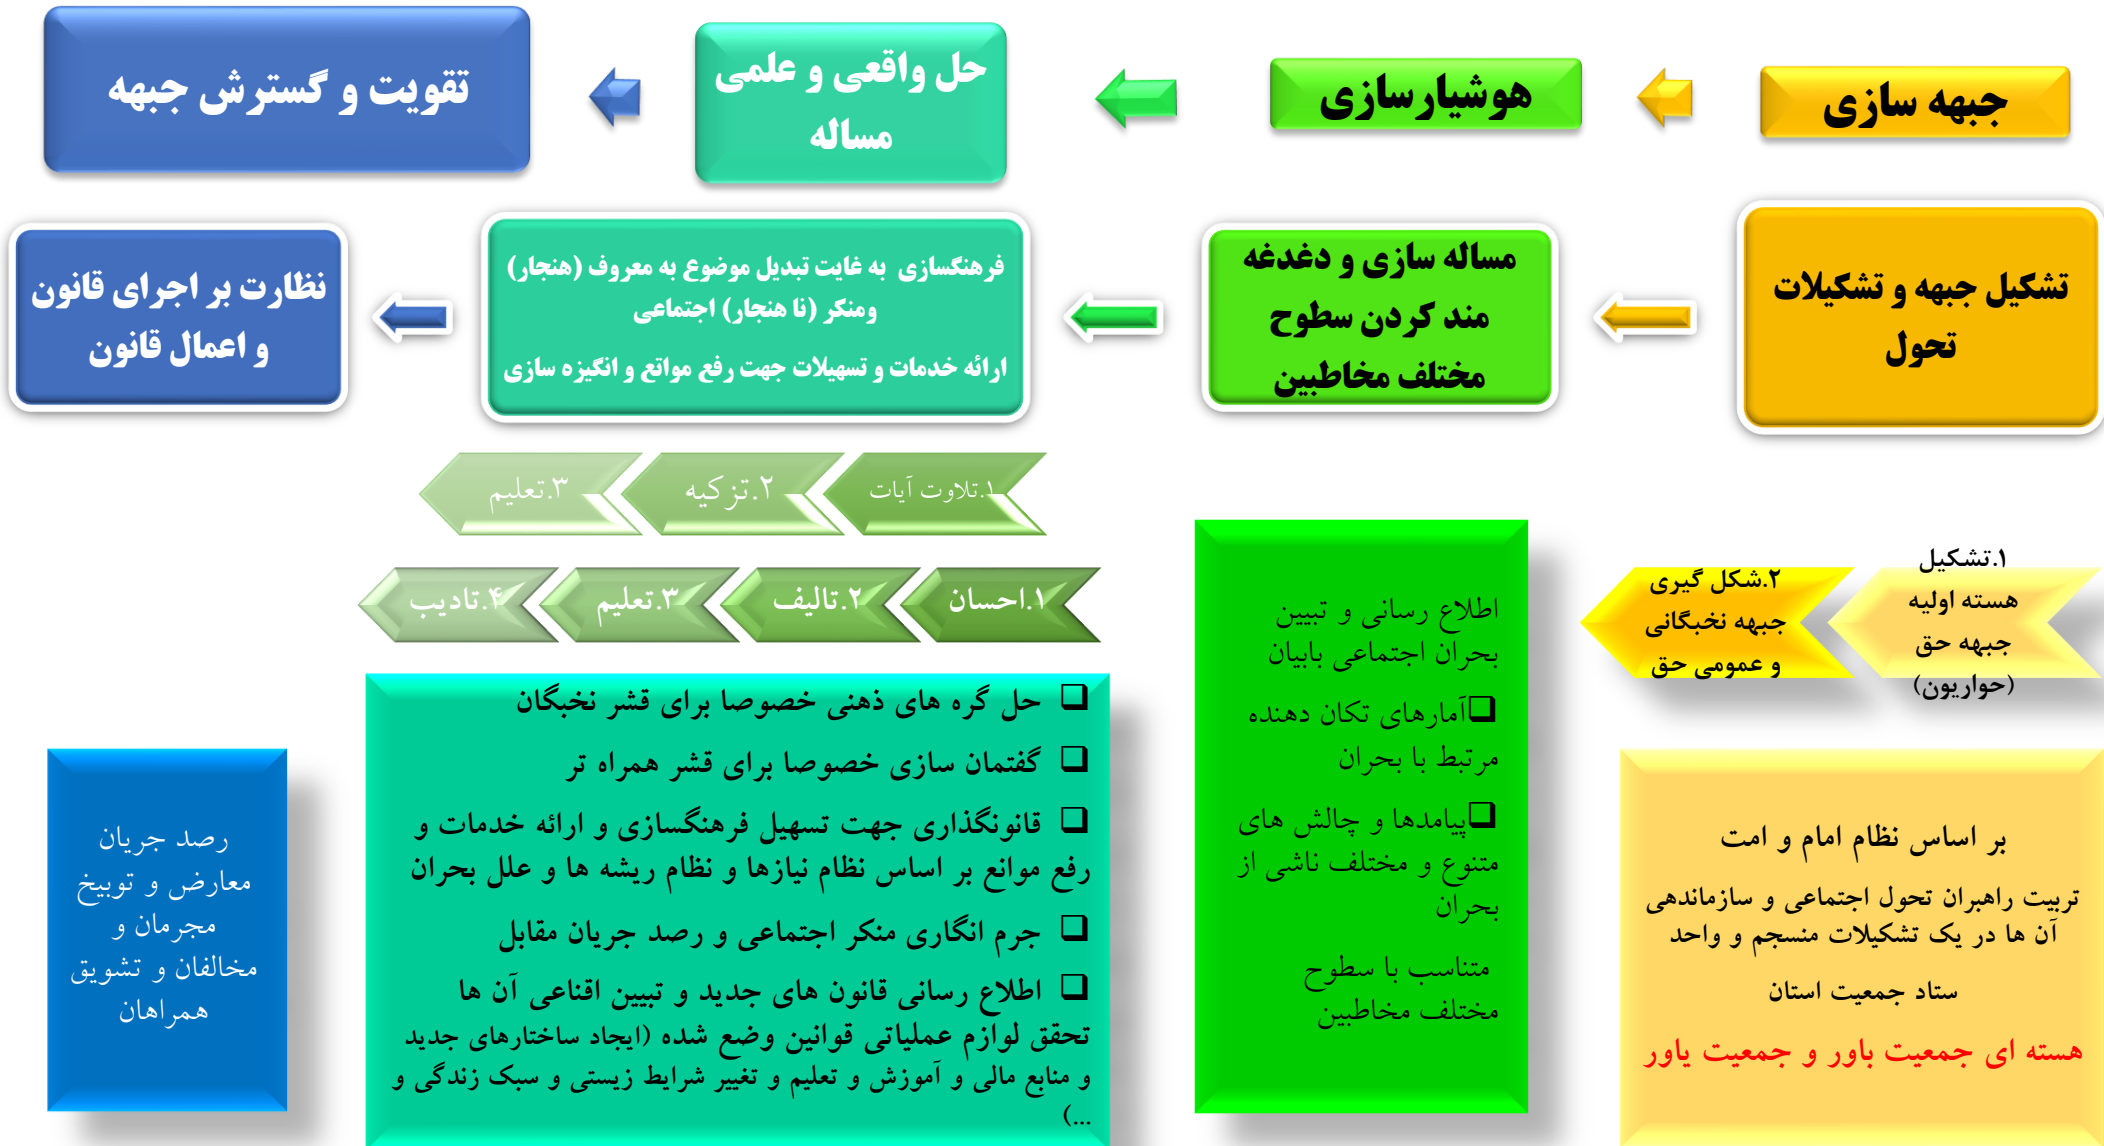 جبهه سازی
هوشیارسازی
حل واقعی و علمی
مساله
تقویت و گسترش جبهه
تشکیل جبهه و تشکیلات
تحول
مساله سازی و دغدغه
مند کردن سطوح
مختلف مخاطبین
فرهنگسازی به غایت تبدیل موضوع به معروف (هنجار)
ومنکر (نا هنجار) اجتماعی
ارائه خدمات و تسهیلات جهت رفع موانع و انگیزه سازی
نظارت بر اجرای قانون
و اعمال قانون
۱.تلاوت آیات
۲.تزکیه
۳.تعلیم
۱.احسان
۲.تالیف
۳.تعلیم
۴.تادیب
۱.تشکیل
هسته اولیه
جبهه حق
(حواریون)
۲.شکل گیری
جبهه نخبگانی
و عمومی حق
بر اساس نظام امام و امت
تربیت راهبران تحول اجتماعی و سازماندهی
آن ها در یک تشکیلات منسجم و واحد
ستاد جمعیت استان
هسته ای جمعیت باور و جمعیت یاور
اطلاع رسانی و تبیین
بحران اجتماعی بابیان
❑آمارهای تکان دهنده
مرتبط با بحران
❑پیامدها و چالش های
متنوع و مختلف ناشی از
بحران
متناسب با سطوح
مختلف مخاطبین
❑ حل گره های ذهنی خصوصا برای قشر نخبگان
❑ گفتمان سازی خصوصا برای قشر همراه تر
❑ قانونگذاری جهت تسهیل فرهنگسازی و ارائه خدمات و
رفع موانع بر اساس نظام نیازها و نظام ریشه ها و علل بحران
❑ جرم انگاری منکر اجتماعی و رصد جریان مقابل
❑ اطلاع رسانی قانون های جدید و تبیین اقناعی آن ها
تحقق لوازم عملیاتی قوانین وضع شده (ایجاد ساختارهای جدید
و منابع مالی و آموزش و تعلیم و تغییر شرایط زیستی و سبک زندگی و
...)
رصد جریان
معارض و توبیخ
مجرمان و
مخالفان و تشویق
همراهان